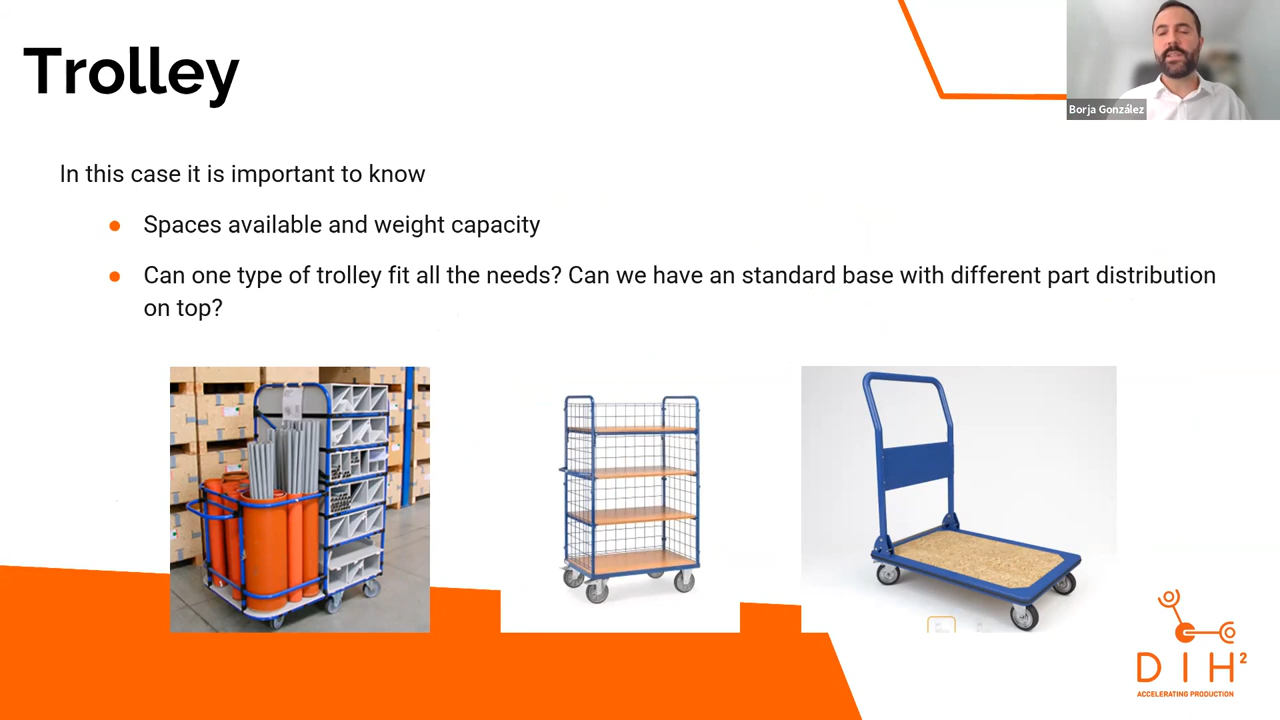 Trolley
Borja González
In this case it is important to know
● Spaces available and weight capacity
● Can one type of trolley fit all the needs? Can we have an standard base with different part distribution
on top?
DIH²
ACCELERATING PRODUCTION